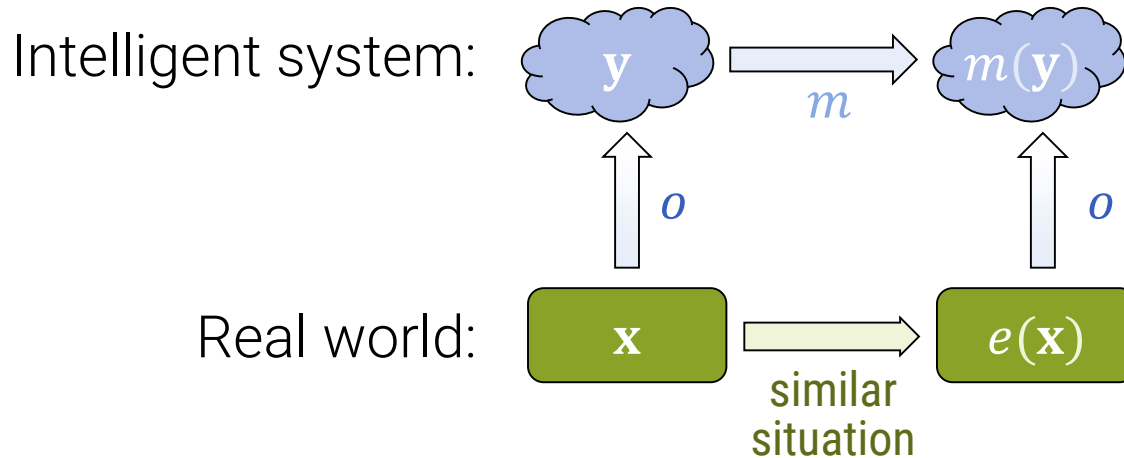 Intelligent system:
y
m(y)
m
o
o
Real world:
x
e(x)
similar
situation